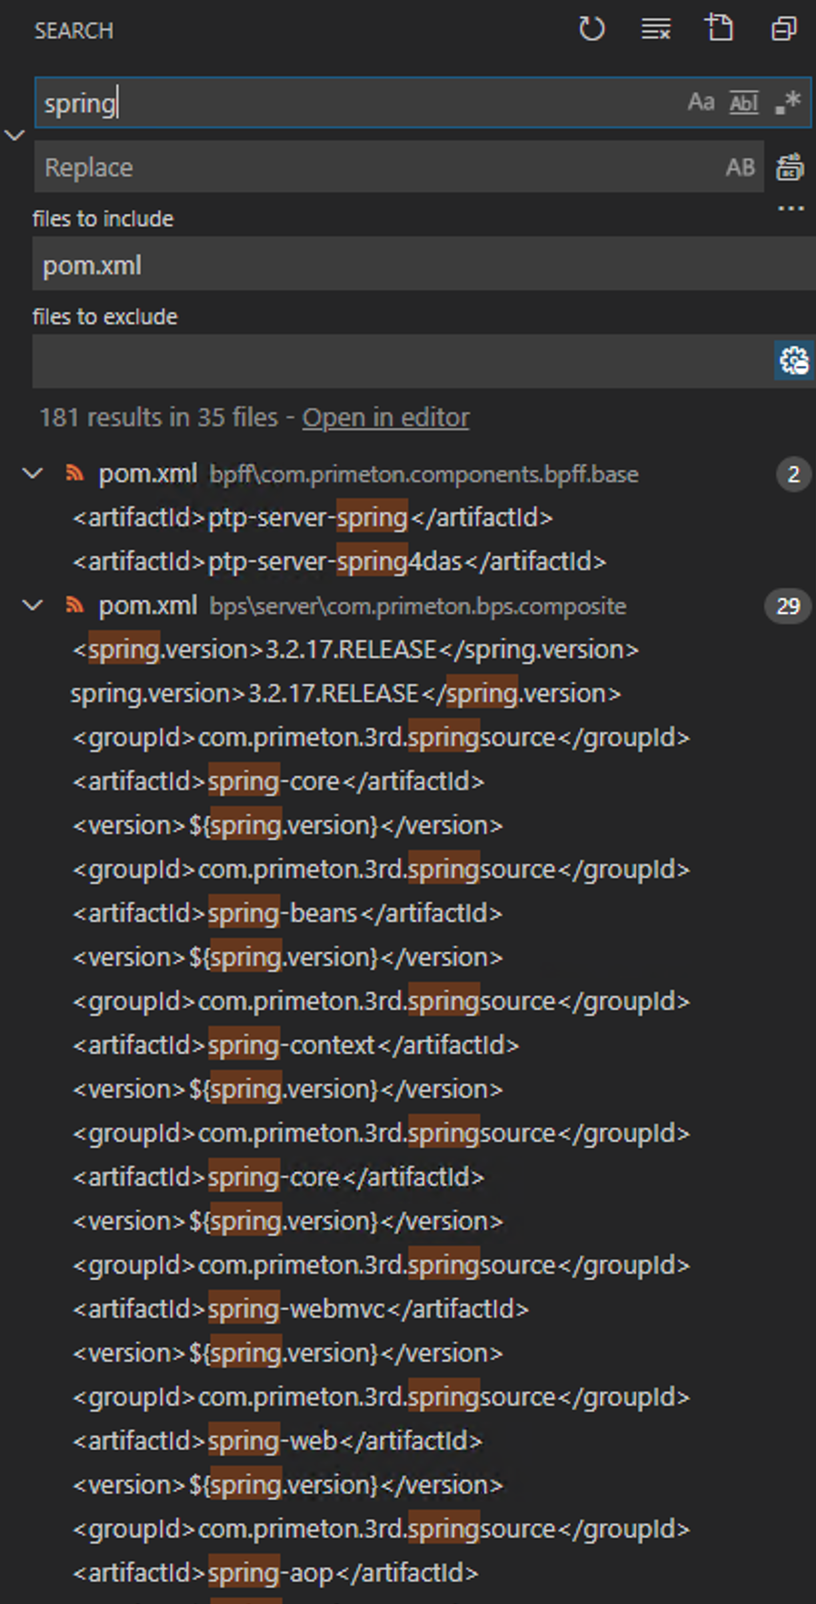 SEARCH
spring Aa Abl .*
Replace AB
...
files to include
pom.xml
files to exclude
181 results in 35 files - Open in editor
pom.xml bpff\com.primeton.components.bpff.base 2
<artifactId>ptp-server-spring</artifactId>
<artifactId>ptp-server-spring4das</artifactId>
pom.xml bps\server\com.primeton.bps.composite 29
<spring.version>3.2.17.RELEASE</spring.version>
spring.version>3.2.17.RELEASE</spring.version>
<groupId>com.primeton.3rd.springsource</groupId>
<artifactId>spring-core</artifactId>
<version>${spring.version}</version>
<groupId>com.primeton.3rd.springsource</groupId>
<artifactId>spring-beans</artifactId>
<version>${spring.version}</version>
<groupId>com.primeton.3rd.springsource</groupId>
<artifactId>spring-context</artifactId>
<version>${spring.version}</version>
<groupId>com.primeton.3rd.springsource</groupId>
<artifactId>spring-core</artifactId>
<version>${spring.version}</version>
<groupId>com.primeton.3rd.springsource</groupId>
<artifactId>spring-webmvc</artifactId>
<version>${spring.version}</version>
<groupId>com.primeton.3rd.springsource</groupId>
<artifactId>spring-web</artifactId>
<version>${spring.version}</version>
<groupId>com.primeton.3rd.springsource</groupId>
<artifactId>spring-aop</artifactId>